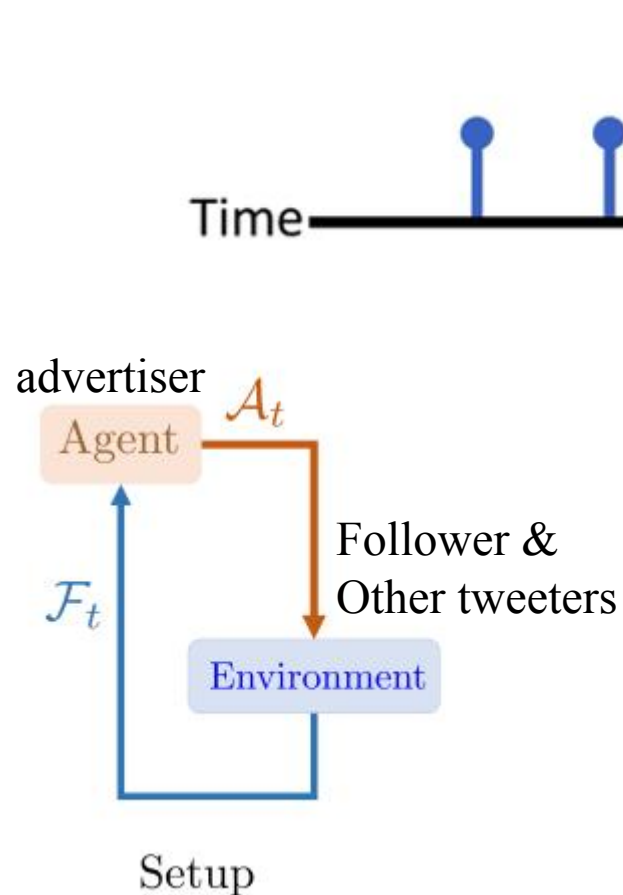 Time
advertiser
𝒜ₜ
Agent
Follower &
Other tweeters
ℱₜ
Environment
Setup